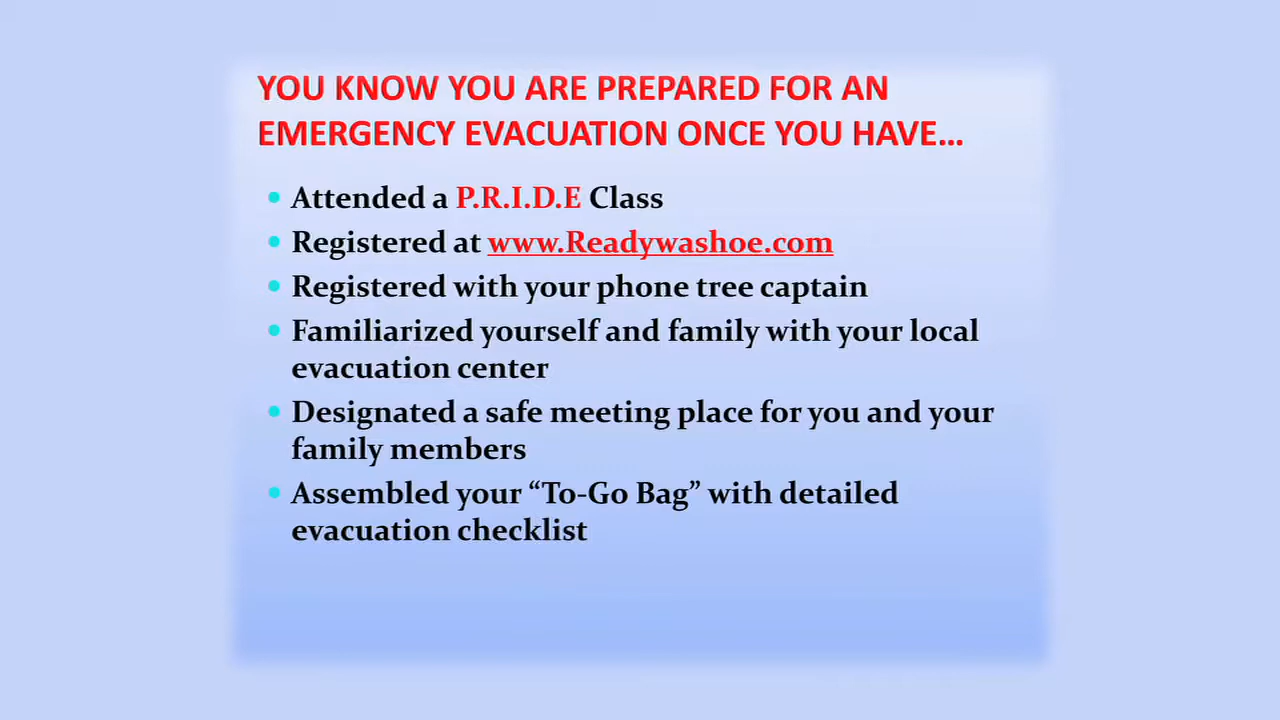 YOU KNOW YOU ARE PREPARED FOR AN
EMERGENCY EVACUATION ONCE YOU HAVE…
• Attended a P.R.I.D.E Class
• Registered at www.Readywashoe.com
• Registered with your phone tree captain
• Familiarized yourself and family with your local
evacuation center
• Designated a safe meeting place for you and your
family members
• Assembled your “To-Go Bag” with detailed
evacuation checklist